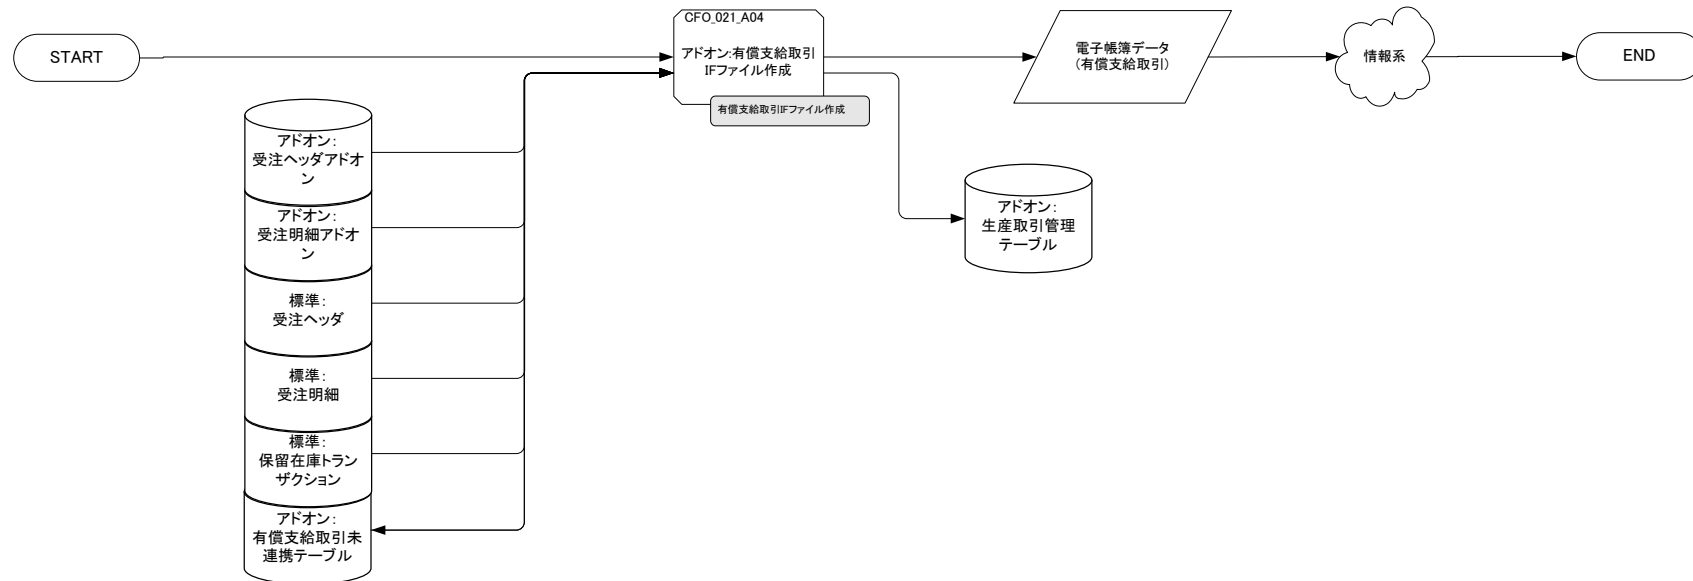 START
CFO_021_A04
アドオン:有償支給取引
IFファイル作成
有償支給取引IFファイル作成
電子帳簿データ
(有償支給取引)
情報系
END
アドオン:
受注ヘッダアドオ
ン
アドオン:
受注明細アドオ
ン
標準:
受注ヘッダ
標準:
受注明細
標準:
保留在庫トラン
ザクション
アドオン:
有償支給取引未
連携テーブル
アドオン:
生産取引管理
テーブル